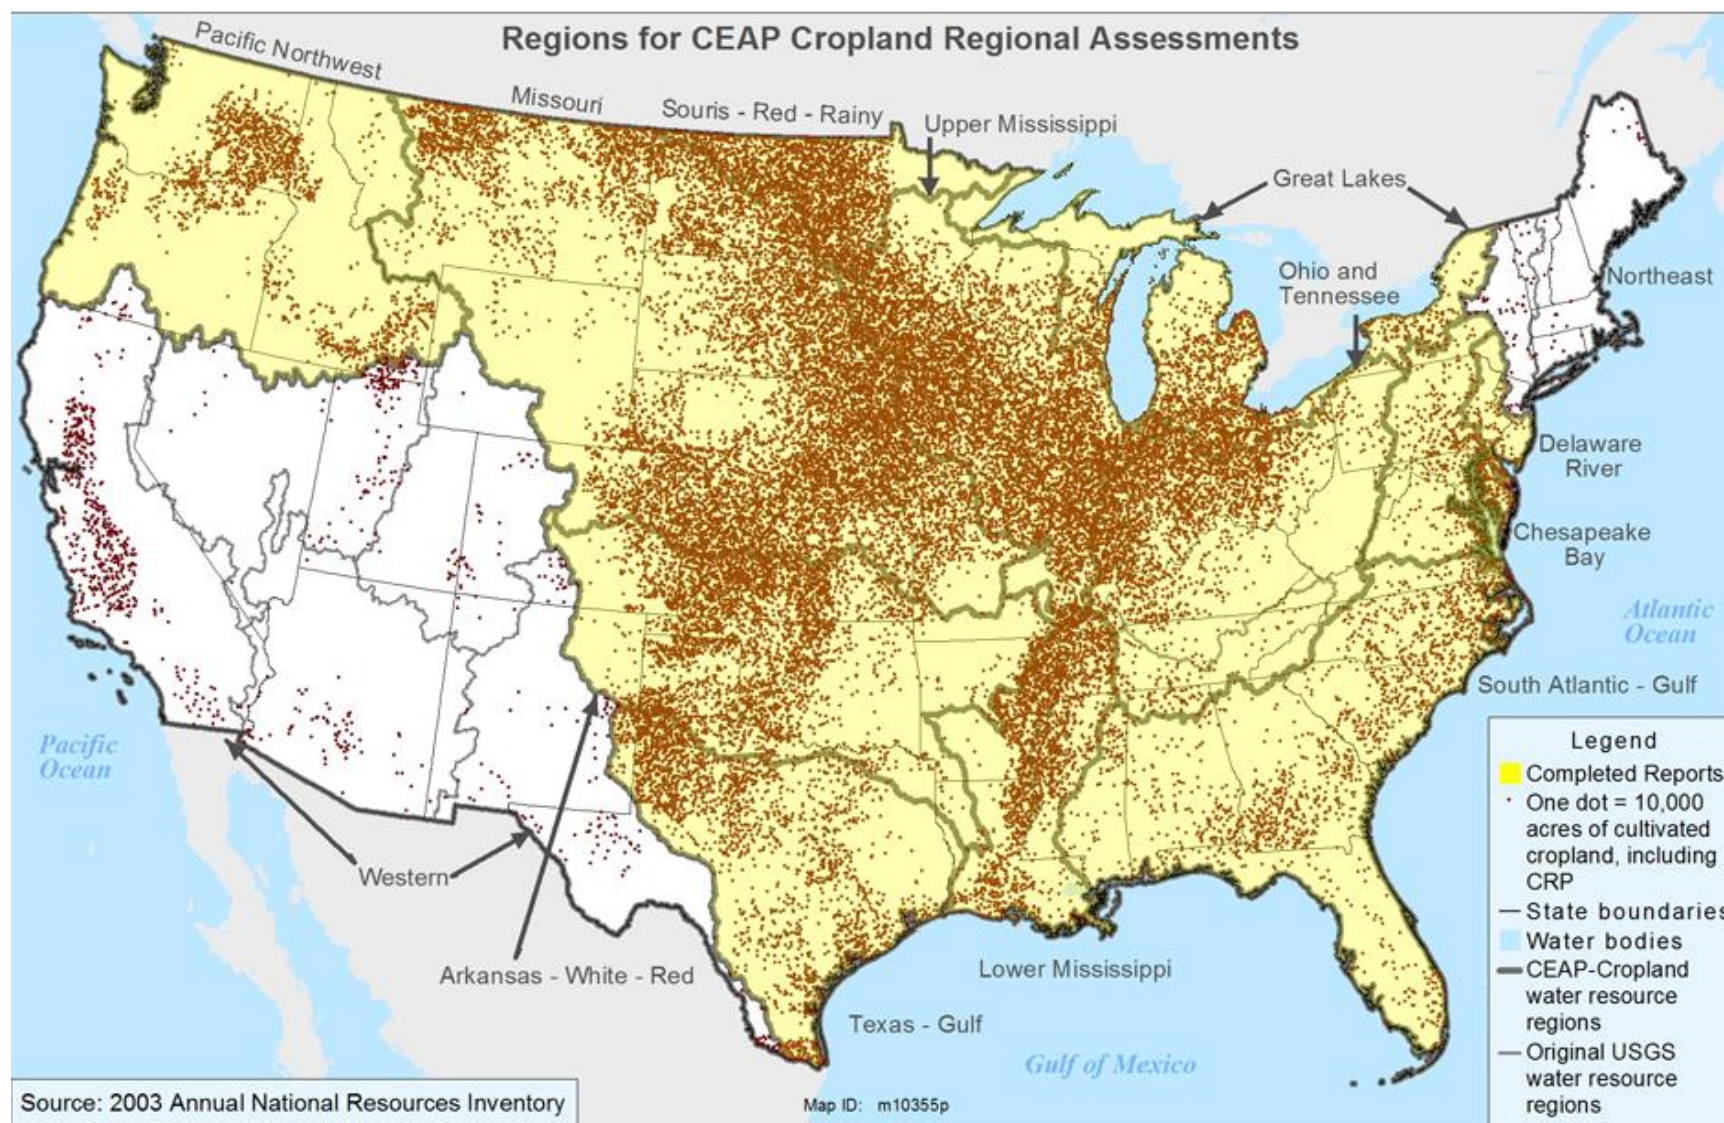 Regions for CEAP Cropland Regional Assessments
Pacific Northwest
Missouri
Souris - Red - Rainy
Upper Mississippi
Great Lakes
Ohio and
Tennessee
Northeast
Delaware
River
Chesapeake
Bay
Atlantic
Ocean
South Atlantic - Gulf
Pacific
Ocean
Western
Arkansas - White - Red
Lower Mississippi
Texas - Gulf
Gulf of Mexico
Legend
Completed Reports
One dot = 10,000
acres of cultivated
cropland, including
CRP
State boundaries
Water bodies
CEAP-Cropland
water resource
regions
Original USGS
water resource
regions
Source: 2003 Annual National Resources Inventory
Map ID: m10355p